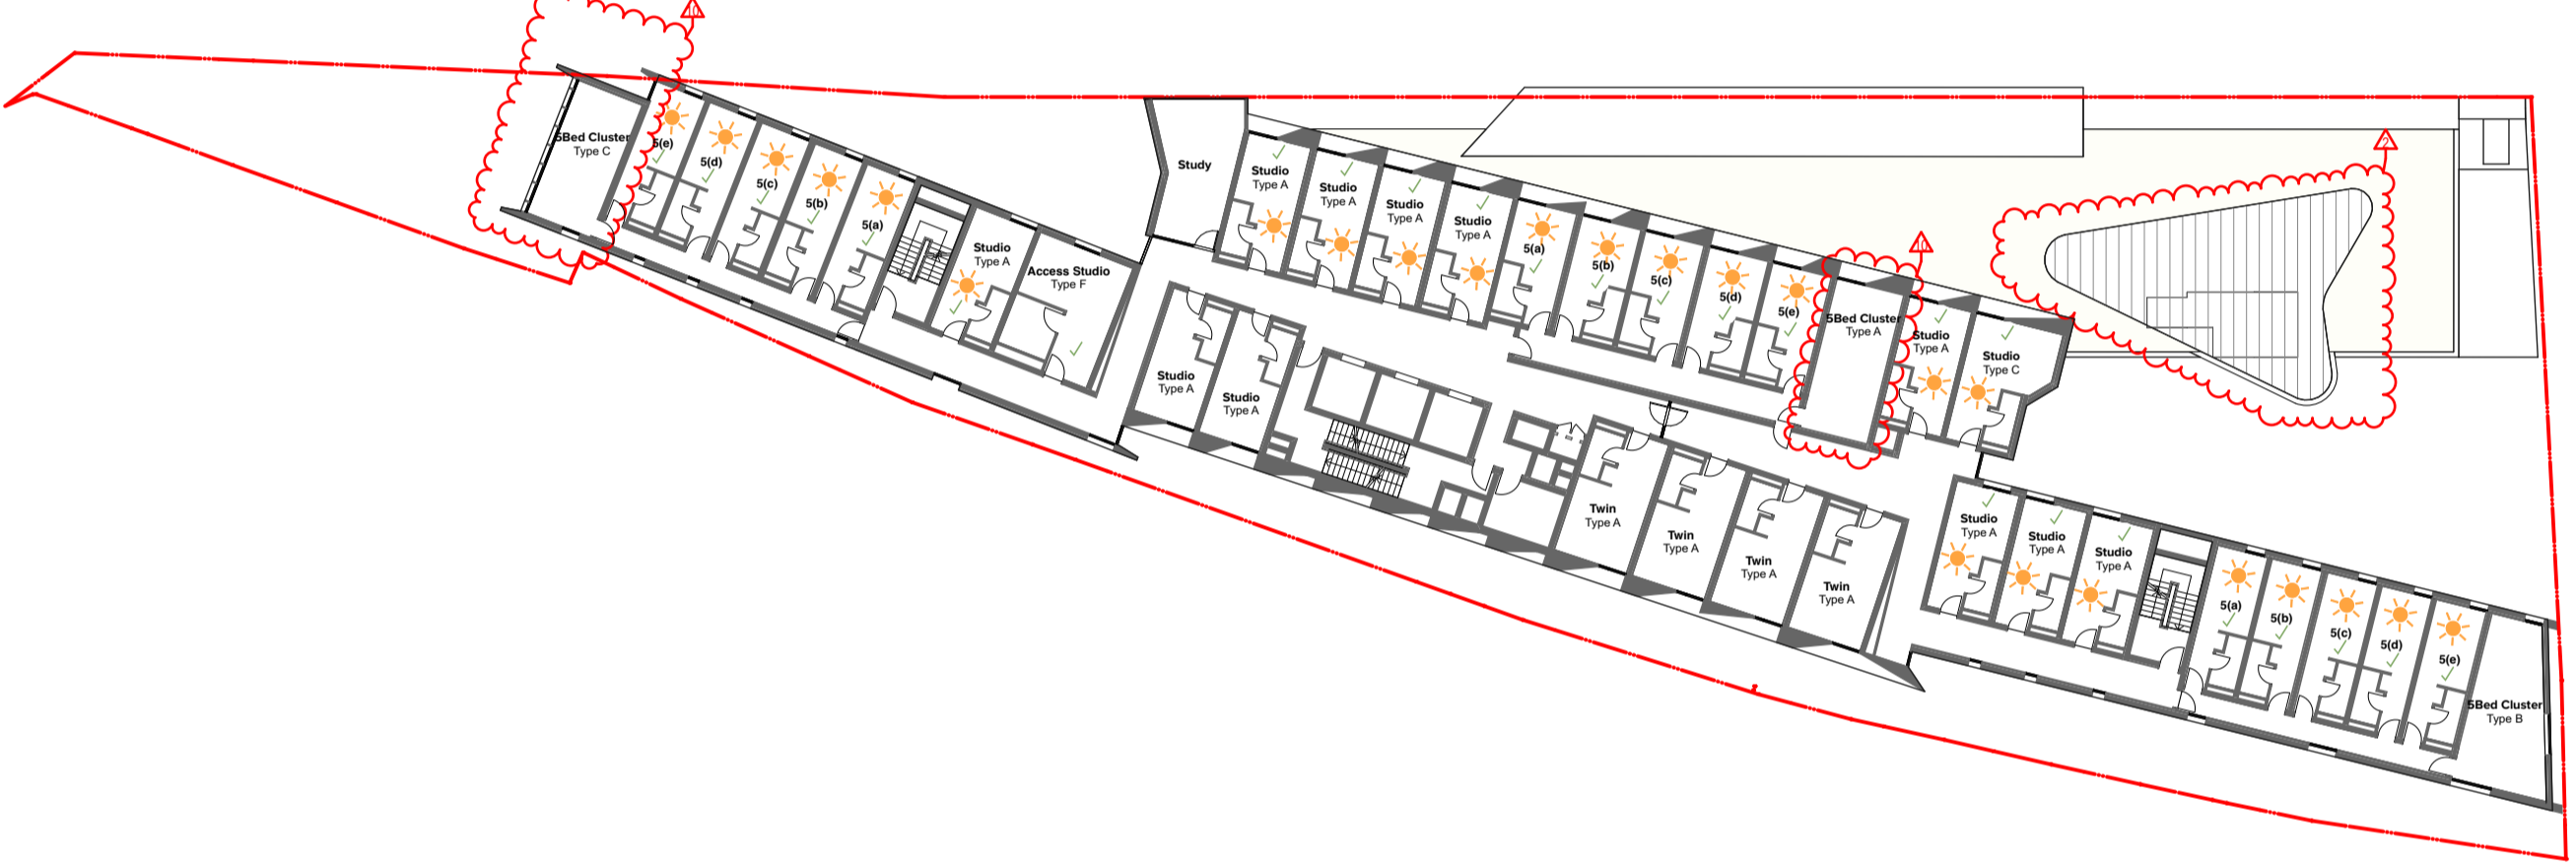 10
5Bed Cluster
Type C
5(e)
5(d)
5(c)
5(b)
5(a)
Studio
Type A
Access Studio
Type F
Study
Studio
Type A
Studio
Type A
Studio
Type A
Studio
Type A
5(a)
5(b)
5(c)
5(d)
5(e)
10
5Bed Cluster
Type A
Studio
Type A
Studio
Type C
2
Studio
Type A
Studio
Type A
Twin
Type A
Twin
Type A
Twin
Type A
Twin
Type A
Studio
Type A
Studio
Type A
Studio
Type A
5(a)
5(b)
5(c)
5(d)
5(e)
5Bed Cluster
Type B